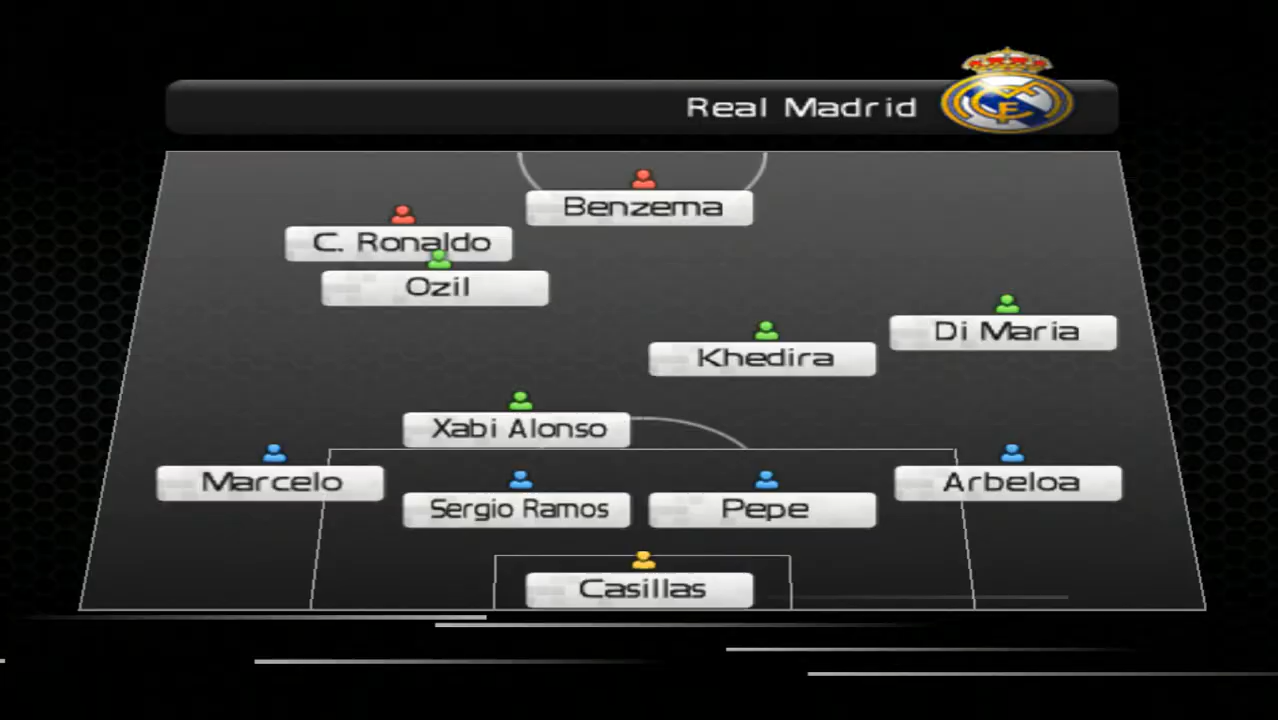 Real Madrid
Benzema
C. Ronaldo
Ozil
Di Maria
Khedira
Xabi Alonso
Marcelo
Arbeloa
Sergio Ramos
Pepe
Casillas